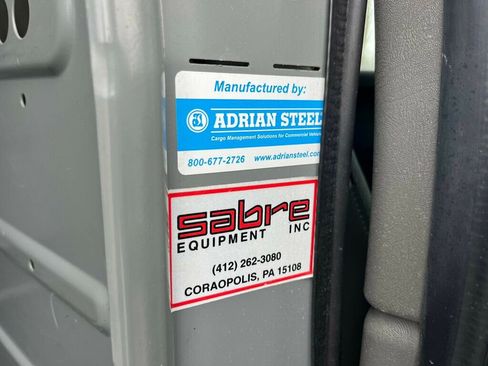 Manufactured by:
ADRIAN STEEL
Cargo Management Solutions for Commercial Vehicles
800-677-2726 www.adriansteel.com
sabre
EQUIPMENT INC
(412) 262-3080
CORAOPOLIS, PA 15108